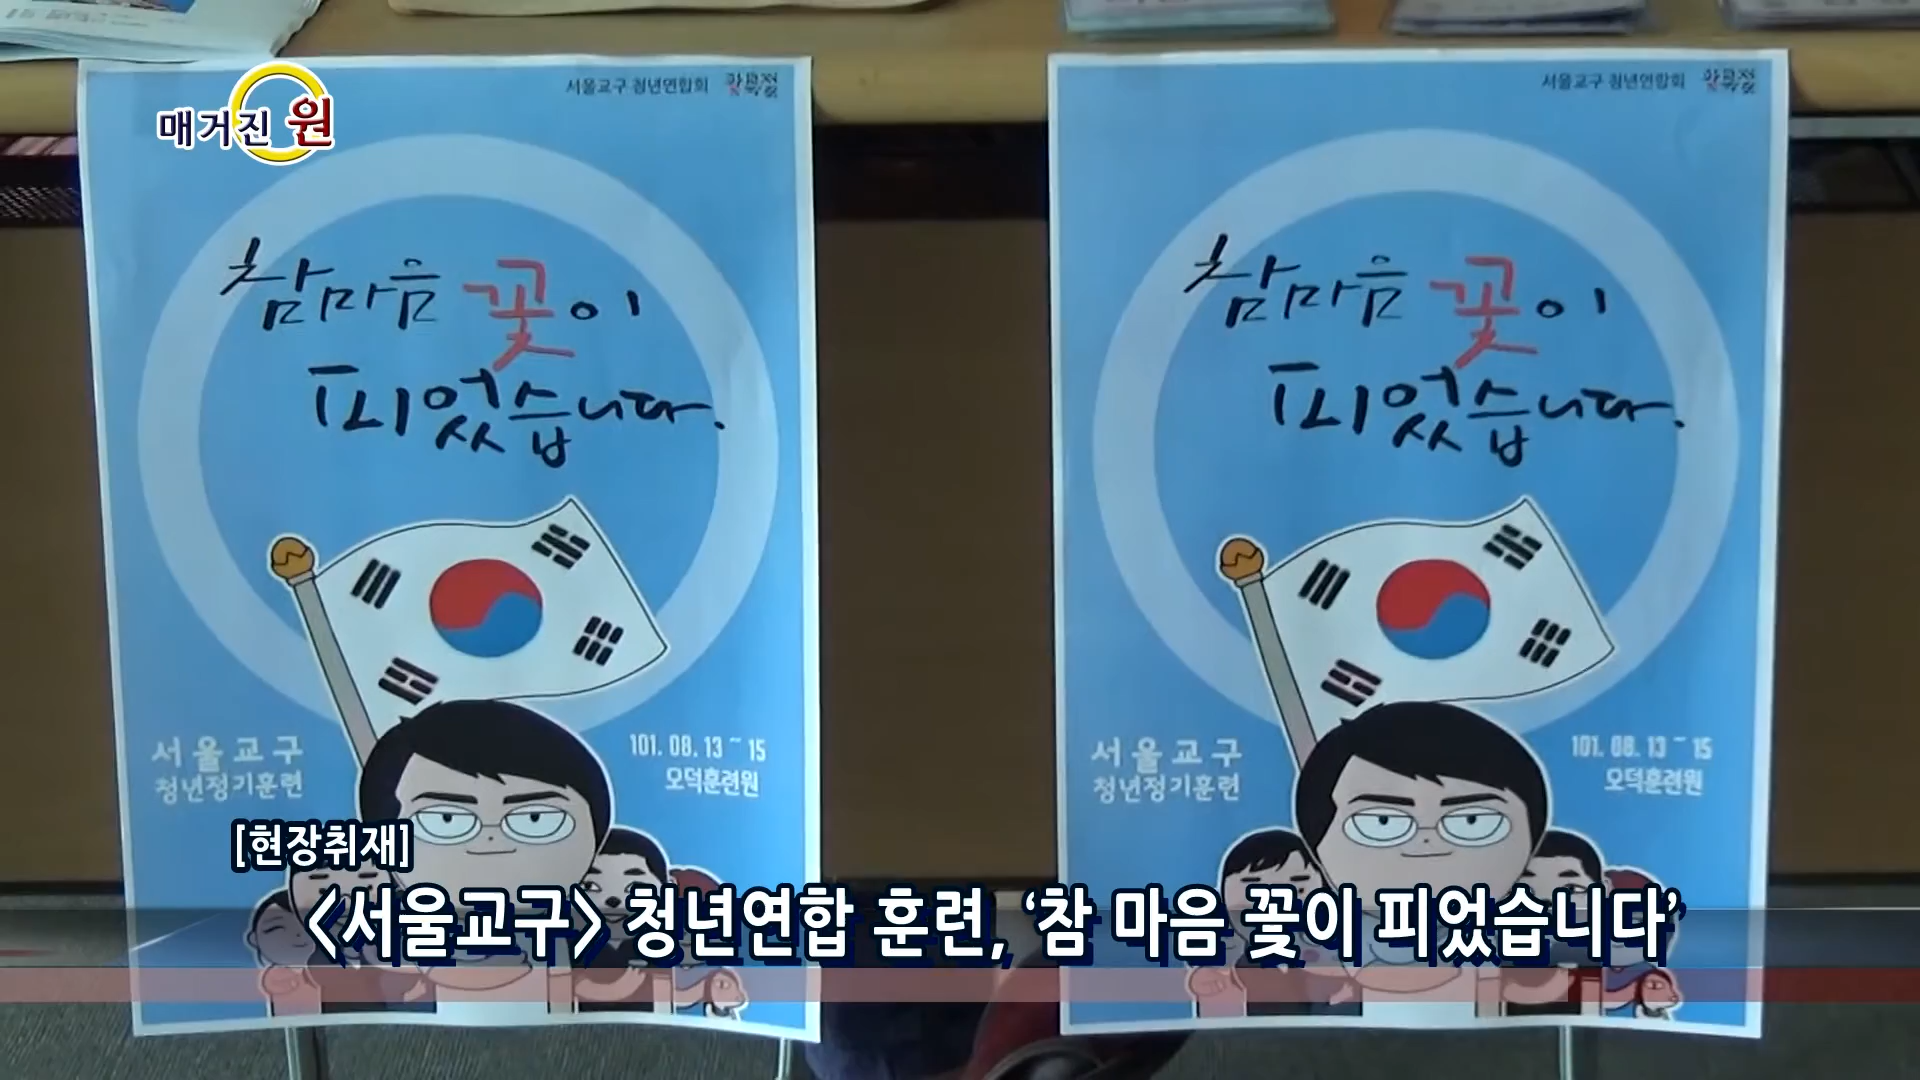 매거진 원
서울교구 청년연합회
참마음 꽃이
피었습니다.
서울교구
청년정기훈련
101. 08. 13 ~ 15
오덕훈련원
서울교구 청년연합회
참마음 꽃이
피었습니다.
서울교구
청년정기훈련
101. 08. 13 ~ 15
오덕훈련원
[현장취재]
<서울교구> 청년연합 훈련, ‘참 마음 꽃이 피었습니다’